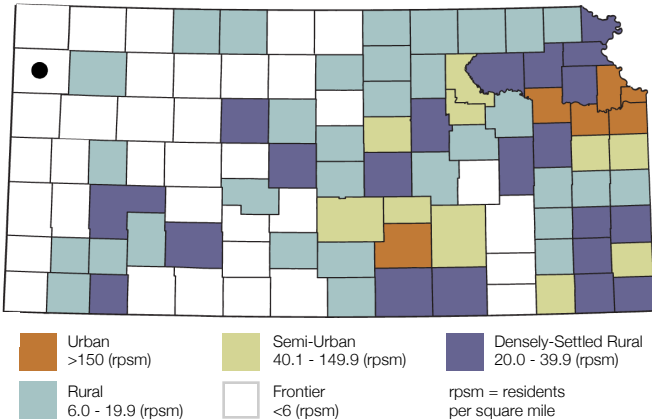 Urban
>150 (rpsm)
Semi-Urban
40.1 - 149.9 (rpsm)
Densely-Settled Rural
20.0 - 39.9 (rpsm)
Rural
6.0 - 19.9 (rpsm)
Frontier
<6 (rpsm)
rpsm = residents
per square mile